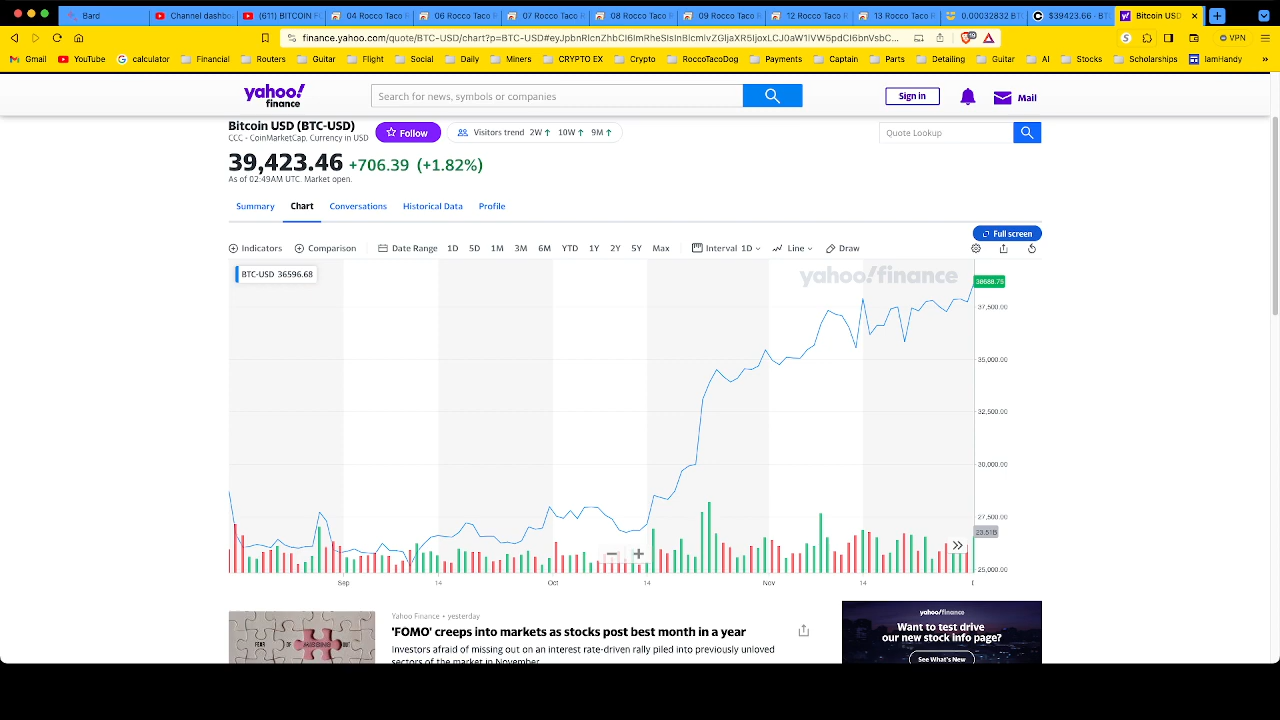 Bard
Channel dashbo
(611) BITCOIN FU
04 Rocco Taco R
06 Rocco Taco R
07 Rocco Taco R
08 Rocco Taco R
09 Rocco Taco R
12 Rocco Taco R
13 Rocco Taco R
0.00032832 BT
$39423.66 - BT
Bitcoin USD
finance.yahoo.com/quote/BTC-USD/chart?p=BTC-USD#
VPN
Gmail
YouTube
calculator
Financial
Routers
Guitar
Flight
Social
Daily
Miners
CRYPTO EX
Crypto
RoccoTacoDog
Payments
Captain
Parts
Detailing
Guitar
AI
Stocks
Scholarships
IamHandy
yahoo!
finance
Search for news, symbols or companies
Sign in
Mail
Bitcoin USD (BTC-USD)
CCC - CoinMarketCap. Currency in USD
Follow
Visitors trend 2W 10W 9M
Quote Lookup
39,423.46 +706.39 (+1.82%)
As of 02:49AM UTC. Market open.
Summary Chart Conversations Historical Data Profile
Full screen
Indicators Comparison Date Range 1D 5D 1M 3M 6M YTD 1Y 2Y 5Y Max Interval 1D Line Draw
BTC-USD 36596.68
yahoo!finance
37,500.00
35,000.00
32,500.00
30,000.00
27,500.00
23.51B
25,000.00
Sep 14 Oct 14 Nov 14
Yahoo Finance • yesterday
'FOMO' creeps into markets as stocks post best month in a year
Investors afraid of missing out on an interest rate-driven rally piled into previously unloved
sectors of the market in November.
yahoo!finance
Want to test drive
our new stock info page?
See What's New